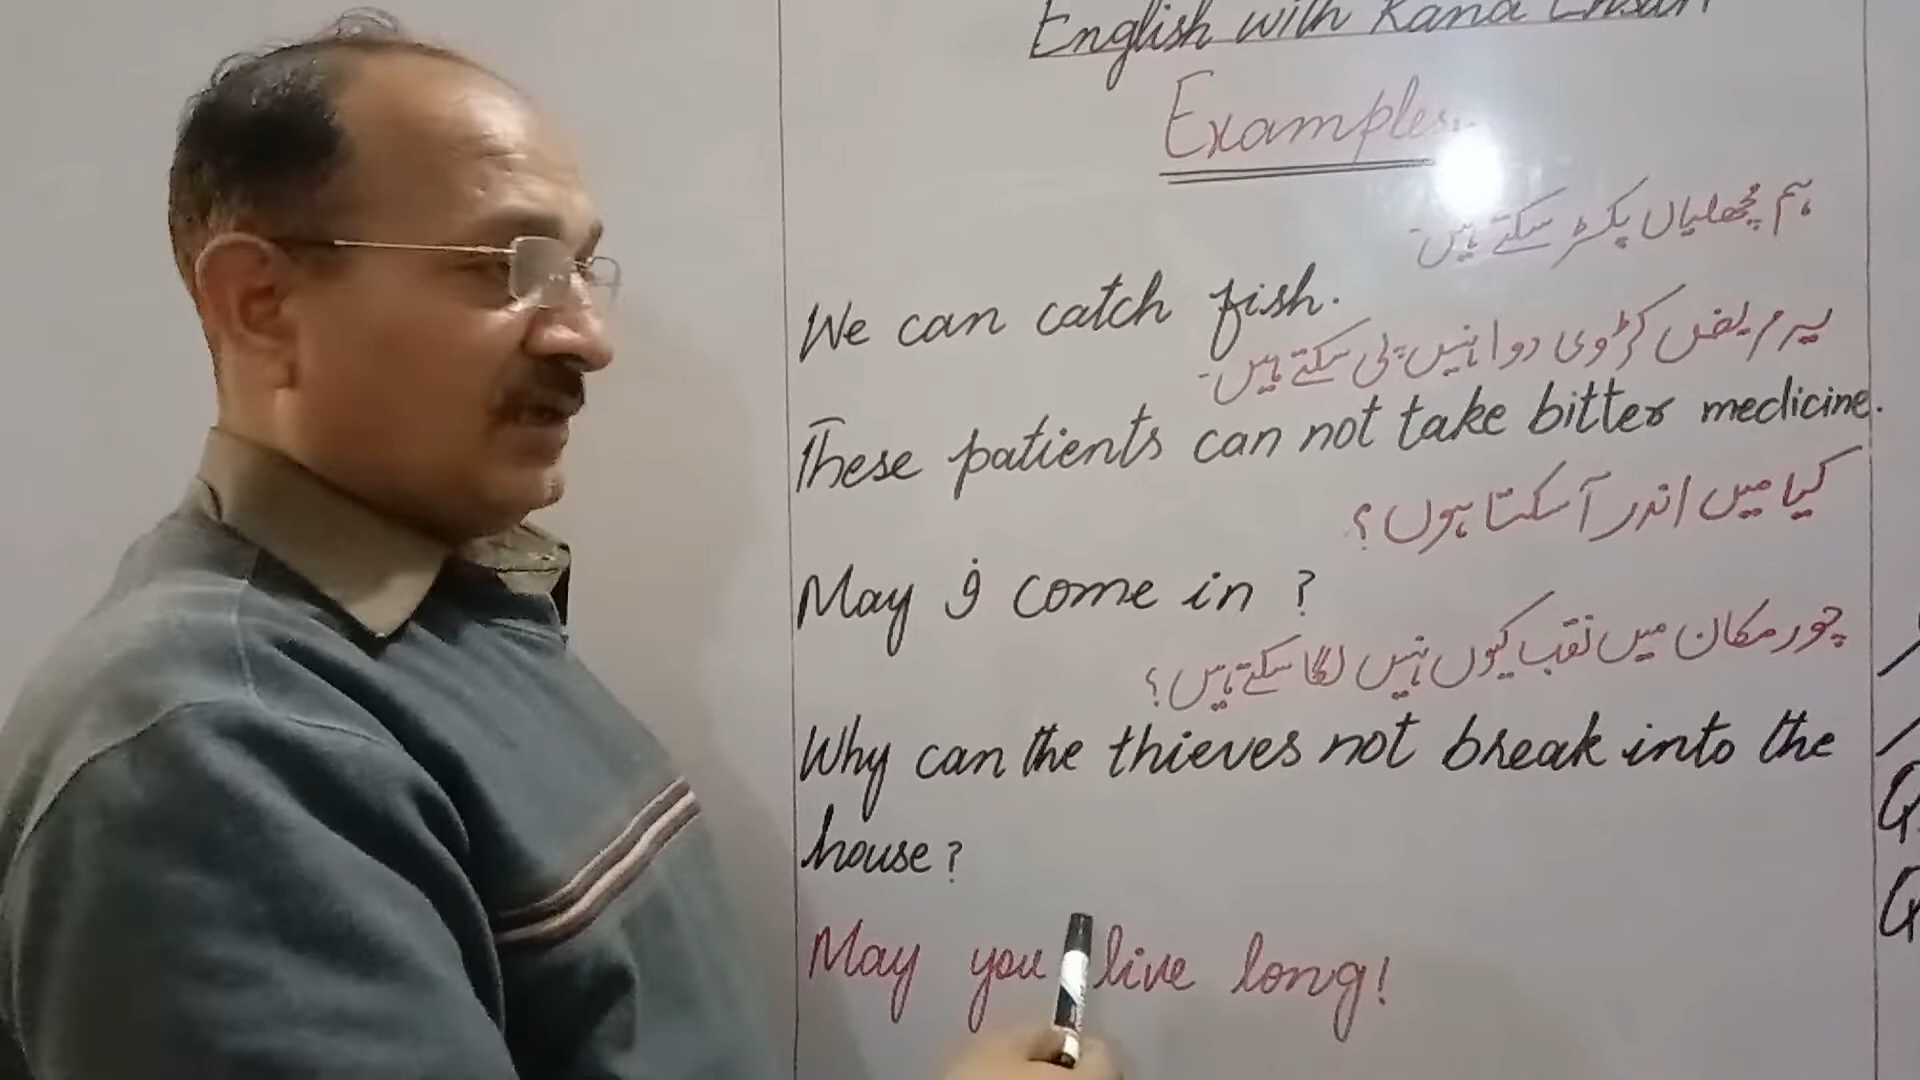 English with Rana Ehsan
Examples.
ہم مچھلیاں پکڑ سکتے ہیں۔
We can catch fish.
یہ مریض کڑوی دوا نہیں پی سکتے ہیں۔
These patients can not take bitter medicine.
کیا میں اندر آ سکتا ہوں؟
May I come in?
چور مکان میں نقب کیوں نہیں لگا سکتے ہیں؟
Why can the thieves not break into the
house?
May you live long!